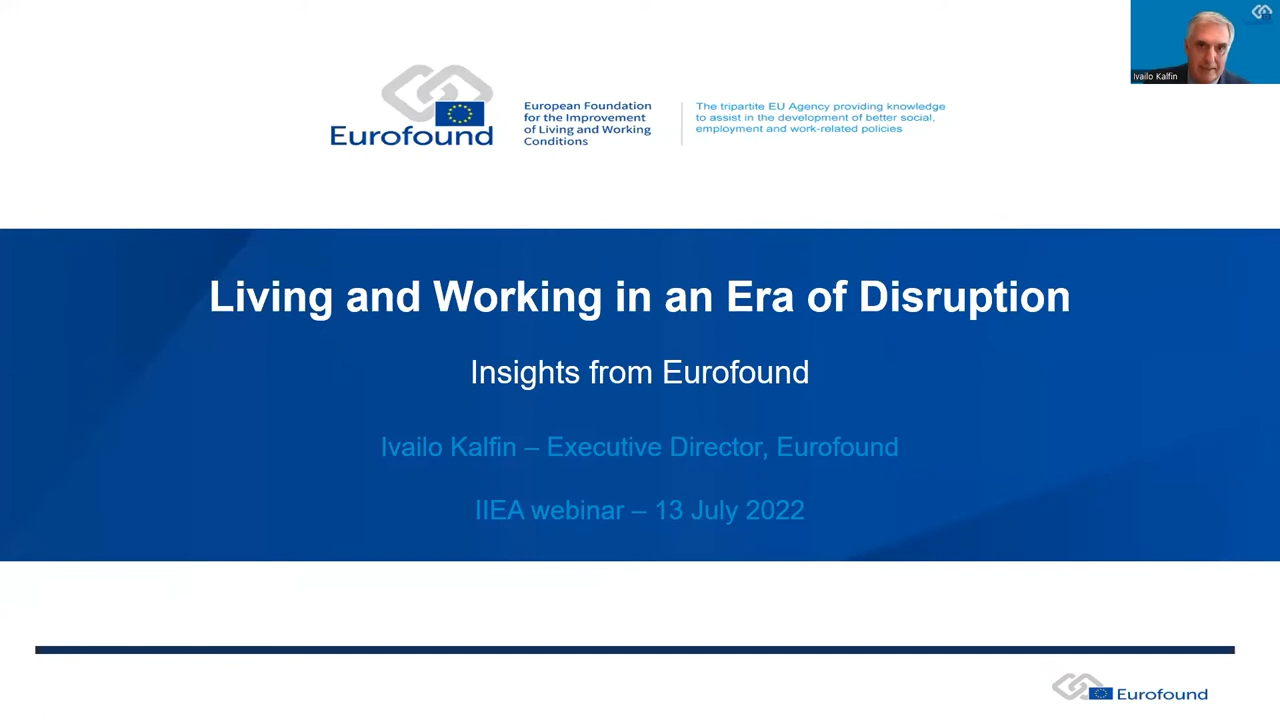 Ivailo Kalfin
Eurofound
European Foundation
for the Improvement
of Living and Working
Conditions
The tripartite EU Agency providing knowledge
to assist in the development of better social,
employment and work-related policies
Living and Working in an Era of Disruption
Insights from Eurofound
Ivailo Kalfin – Executive Director, Eurofound
IIEA webinar – 13 July 2022
Eurofound